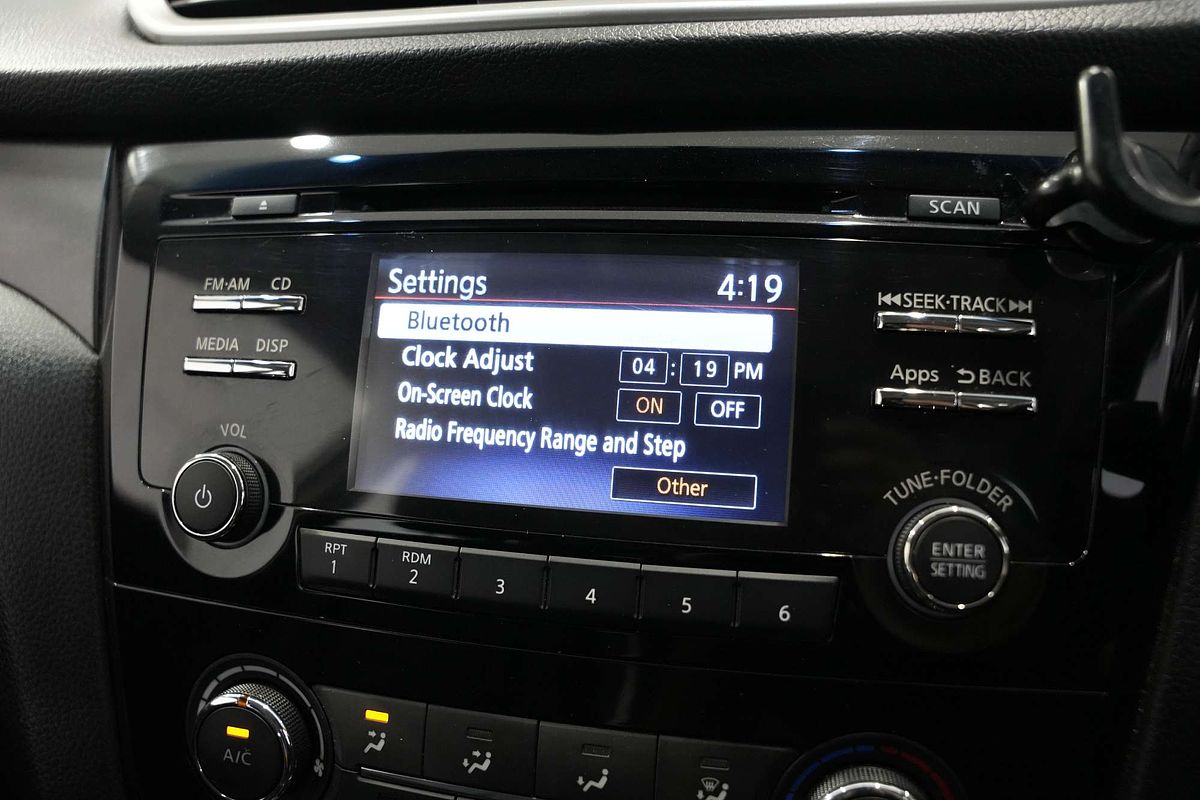 SCAN
FM·AM CD
MEDIA DISP
VOL
Settings 4:19
Bluetooth
Clock Adjust 04 : 19 PM
On-Screen Clock ON OFF
Radio Frequency Range and Step
Other
SEEK·TRACK
Apps BACK
TUNE·FOLDER
ENTER
SETTING
RPT
1
RDM
2
3
4
5
6
A/C